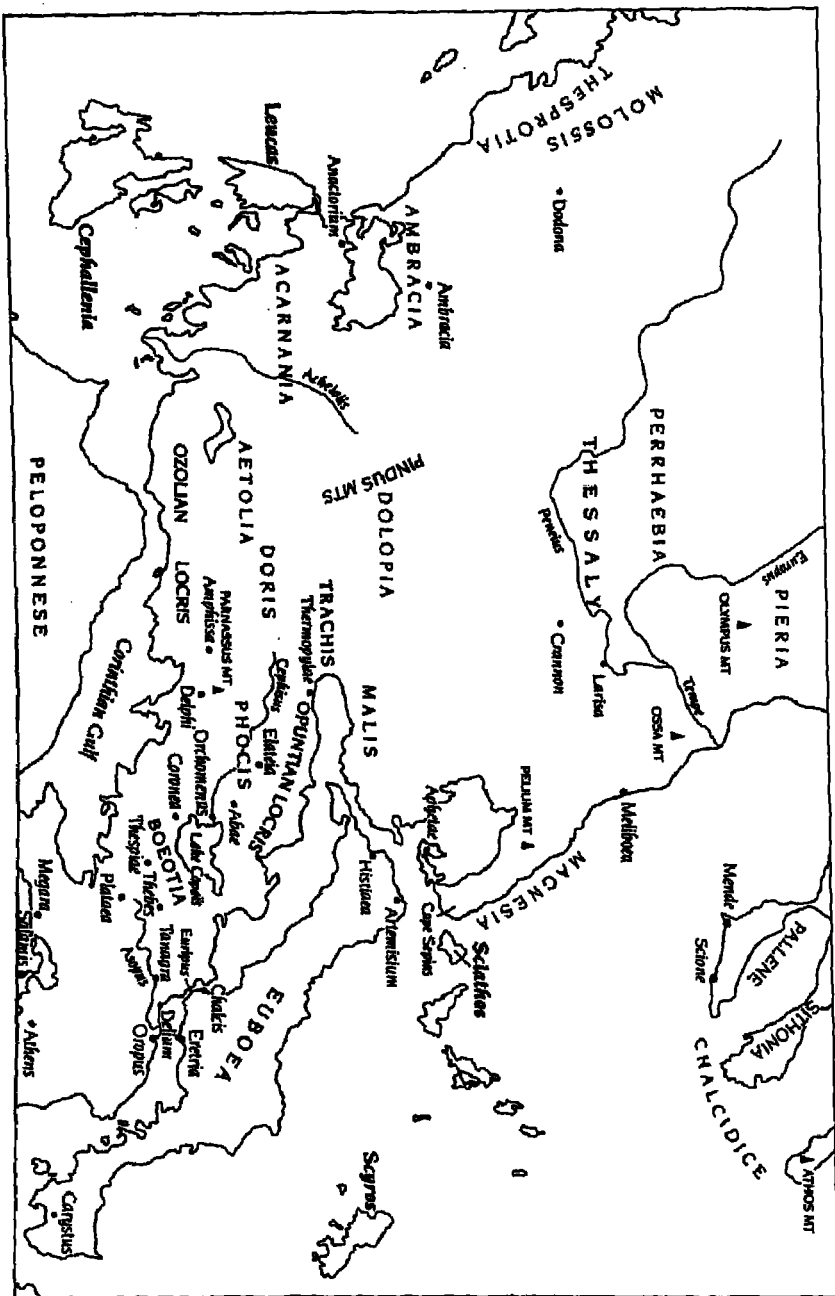 MOLOSSIS
THESPROTIA
Dodona
PERRHAEBIA
Europus
PIERIA
OLYMPUS MT
THESSALY
Peneius
Tempe
OSSA MT
Larisa
Crannon
Meliboea
Mende
PALLENE
Scione
SITHONIA
CHALCIDICE
ATHOS MT
AMBRACIA
Ambracia
Anactorium
Leucas
ACARNANIA
Achelous
Cephallenia
PINDUS MTS
DOLOPIA
AETOLIA
DORIS
TRACHIS
Thermopylae
MALIS
PELIUM MT
MAGNESIA
Aphetae
Cape Sepias
Sciathos
Histiaea
Artemisium
OZOLIAN
LOCRIS
PARNASSUS MT
Amphissa
Cephisus
Elateia
OPUNTIAN LOCRIS
PHOCIS
Delphi
Orchomenus
Abae
Coronea
Lake Copais
BOEOTIA
Thespiae
Thebes
Plataea
Tanagra
Asopus
Euripus
Chalcis
EUBOEA
Delium
Eretria
Oropus
Scyros
Corinthian Gulf
PELOPONNESE
Megara
Salamis
Athens
Carystus